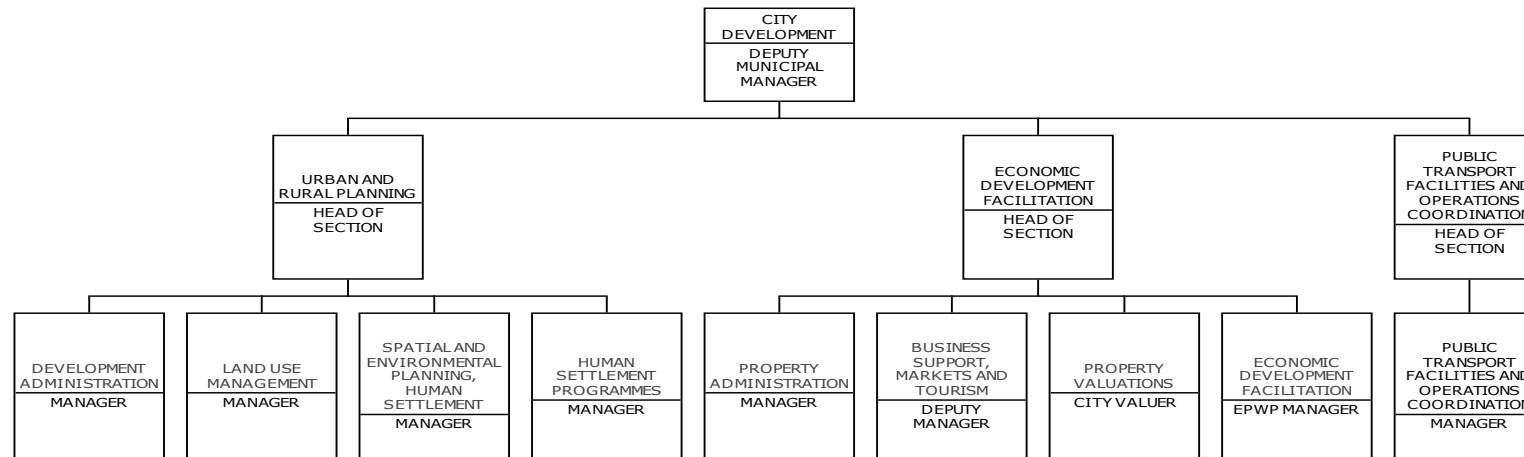 CITY
DEVELOPMENT
DEPUTY
MUNICIPAL
MANAGER
URBAN AND
RURAL PLANNING
HEAD OF
SECTION
ECONOMIC
DEVELOPMENT
FACILITATION
HEAD OF
SECTION
PUBLIC
TRANSPORT
FACILITIES AND
OPERATIONS
COORDINATION
HEAD OF
SECTION
DEVELOPMENT
ADMINISTRATION
MANAGER
LAND USE
MANAGEMENT
MANAGER
SPATIAL AND
ENVIRONMENTAL
PLANNING,
HUMAN
SETTLEMENT
MANAGER
HUMAN
SETTLEMENT
PROGRAMMES
MANAGER
PROPERTY
ADMINISTRATION
MANAGER
BUSINESS
SUPPORT,
MARKETS AND
TOURISM
DEPUTY
MANAGER
PROPERTY
VALUATIONS
CITY VALUER
ECONOMIC
DEVELOPMENT
FACILITATION
EPWP MANAGER
PUBLIC
TRANSPORT
FACILITIES AND
OPERATIONS
COORDINATION
MANAGER